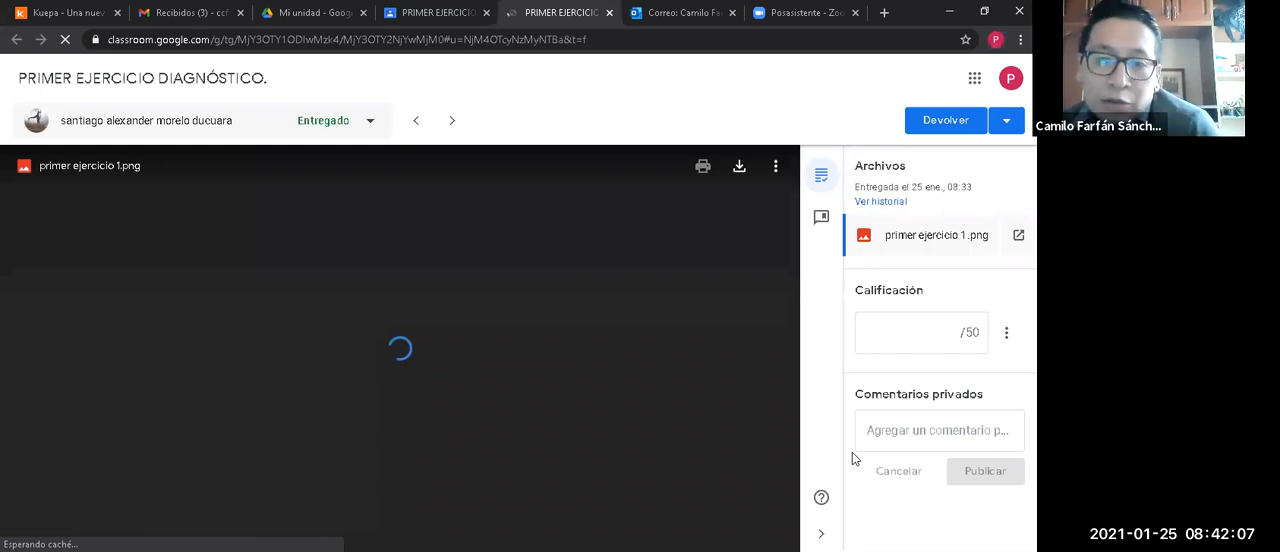 Kuepa - Una nuev
Recibidos (3) - ccf
Mi unidad - Goog
PRIMER EJERCICIO
PRIMER EJERCICIO
Correo: Camilo Fa
Posasistente - Zoo
classroom.google.com/g/tg/MjY3OTY1ODIwMzk4/MjY3OTY2NjYwMjM0#u=NjM4OTcyNzMyNTBa&t=f
P
PRIMER EJERCICIO DIAGNÓSTICO.
P
santiago alexander morelo ducuara
Entregado
Devolver
primer ejercicio 1.png
Archivos
Entregada el 25 ene., 08:33
Ver historial
primer ejercicio 1.png
Calificación
/50
Comentarios privados
Agregar un comentario p...
Cancelar
Publicar
Esperando caché...
Camilo Farfán Sánch...
2021-01-25 08:42:07